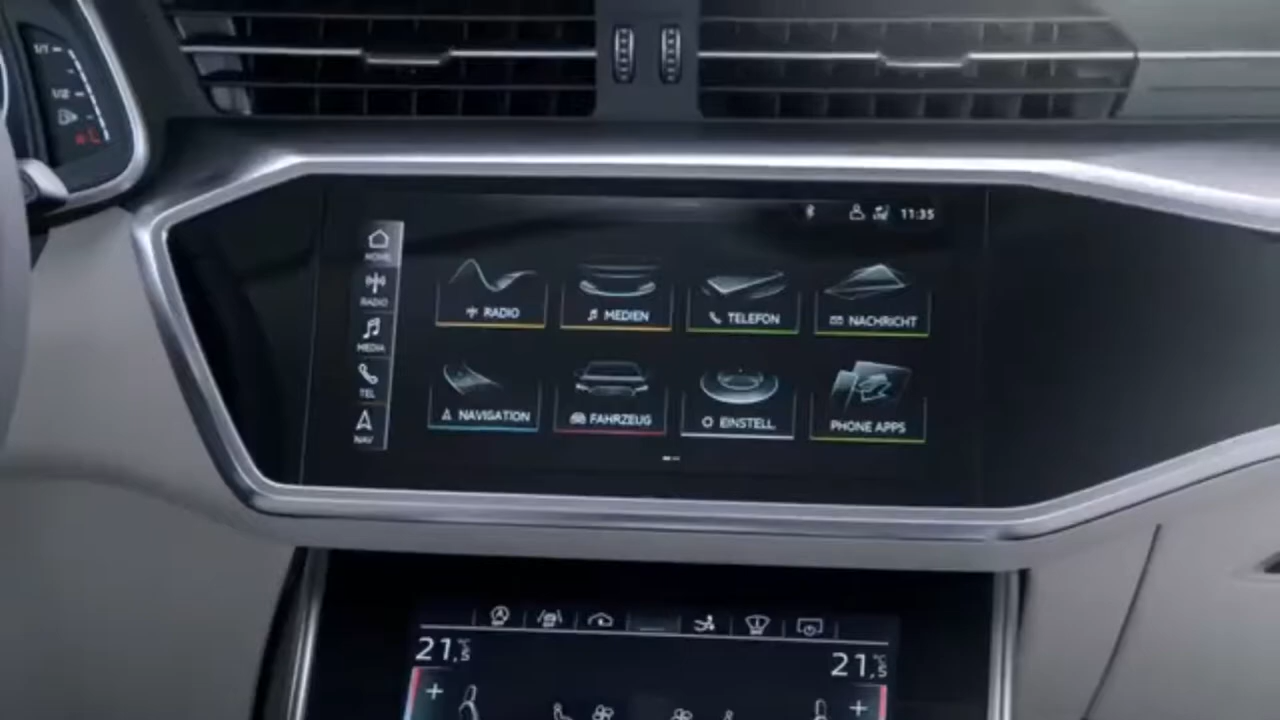 1/1
1/2
11:35
HOME
RADIO
MEDIA
TEL
NAV
RADIO
MEDIEN
TELEFON
NACHRICHT
NAVIGATION
FAHRZEUG
EINSTELL.
PHONE APPS
21,5
21,5